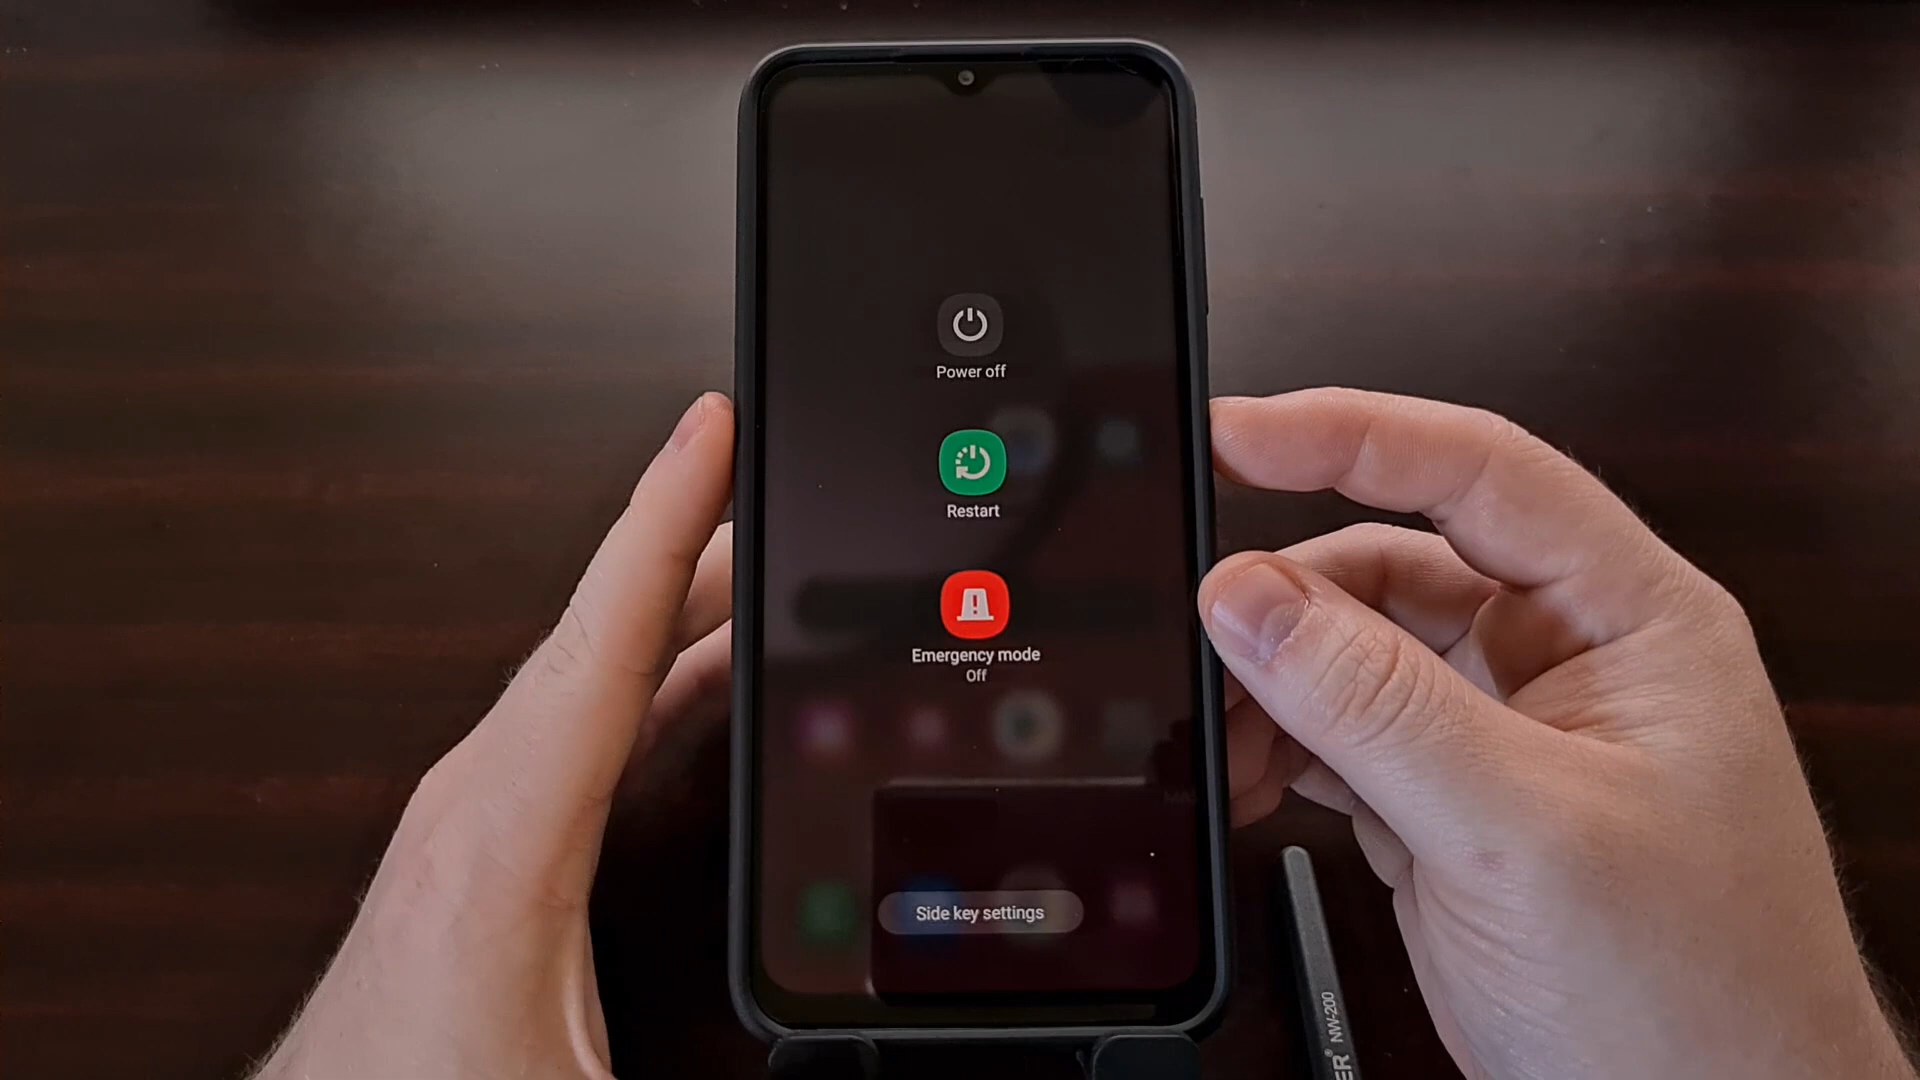 Power off
Restart
Emergency mode
Off
Side key settings
ER® NW-200